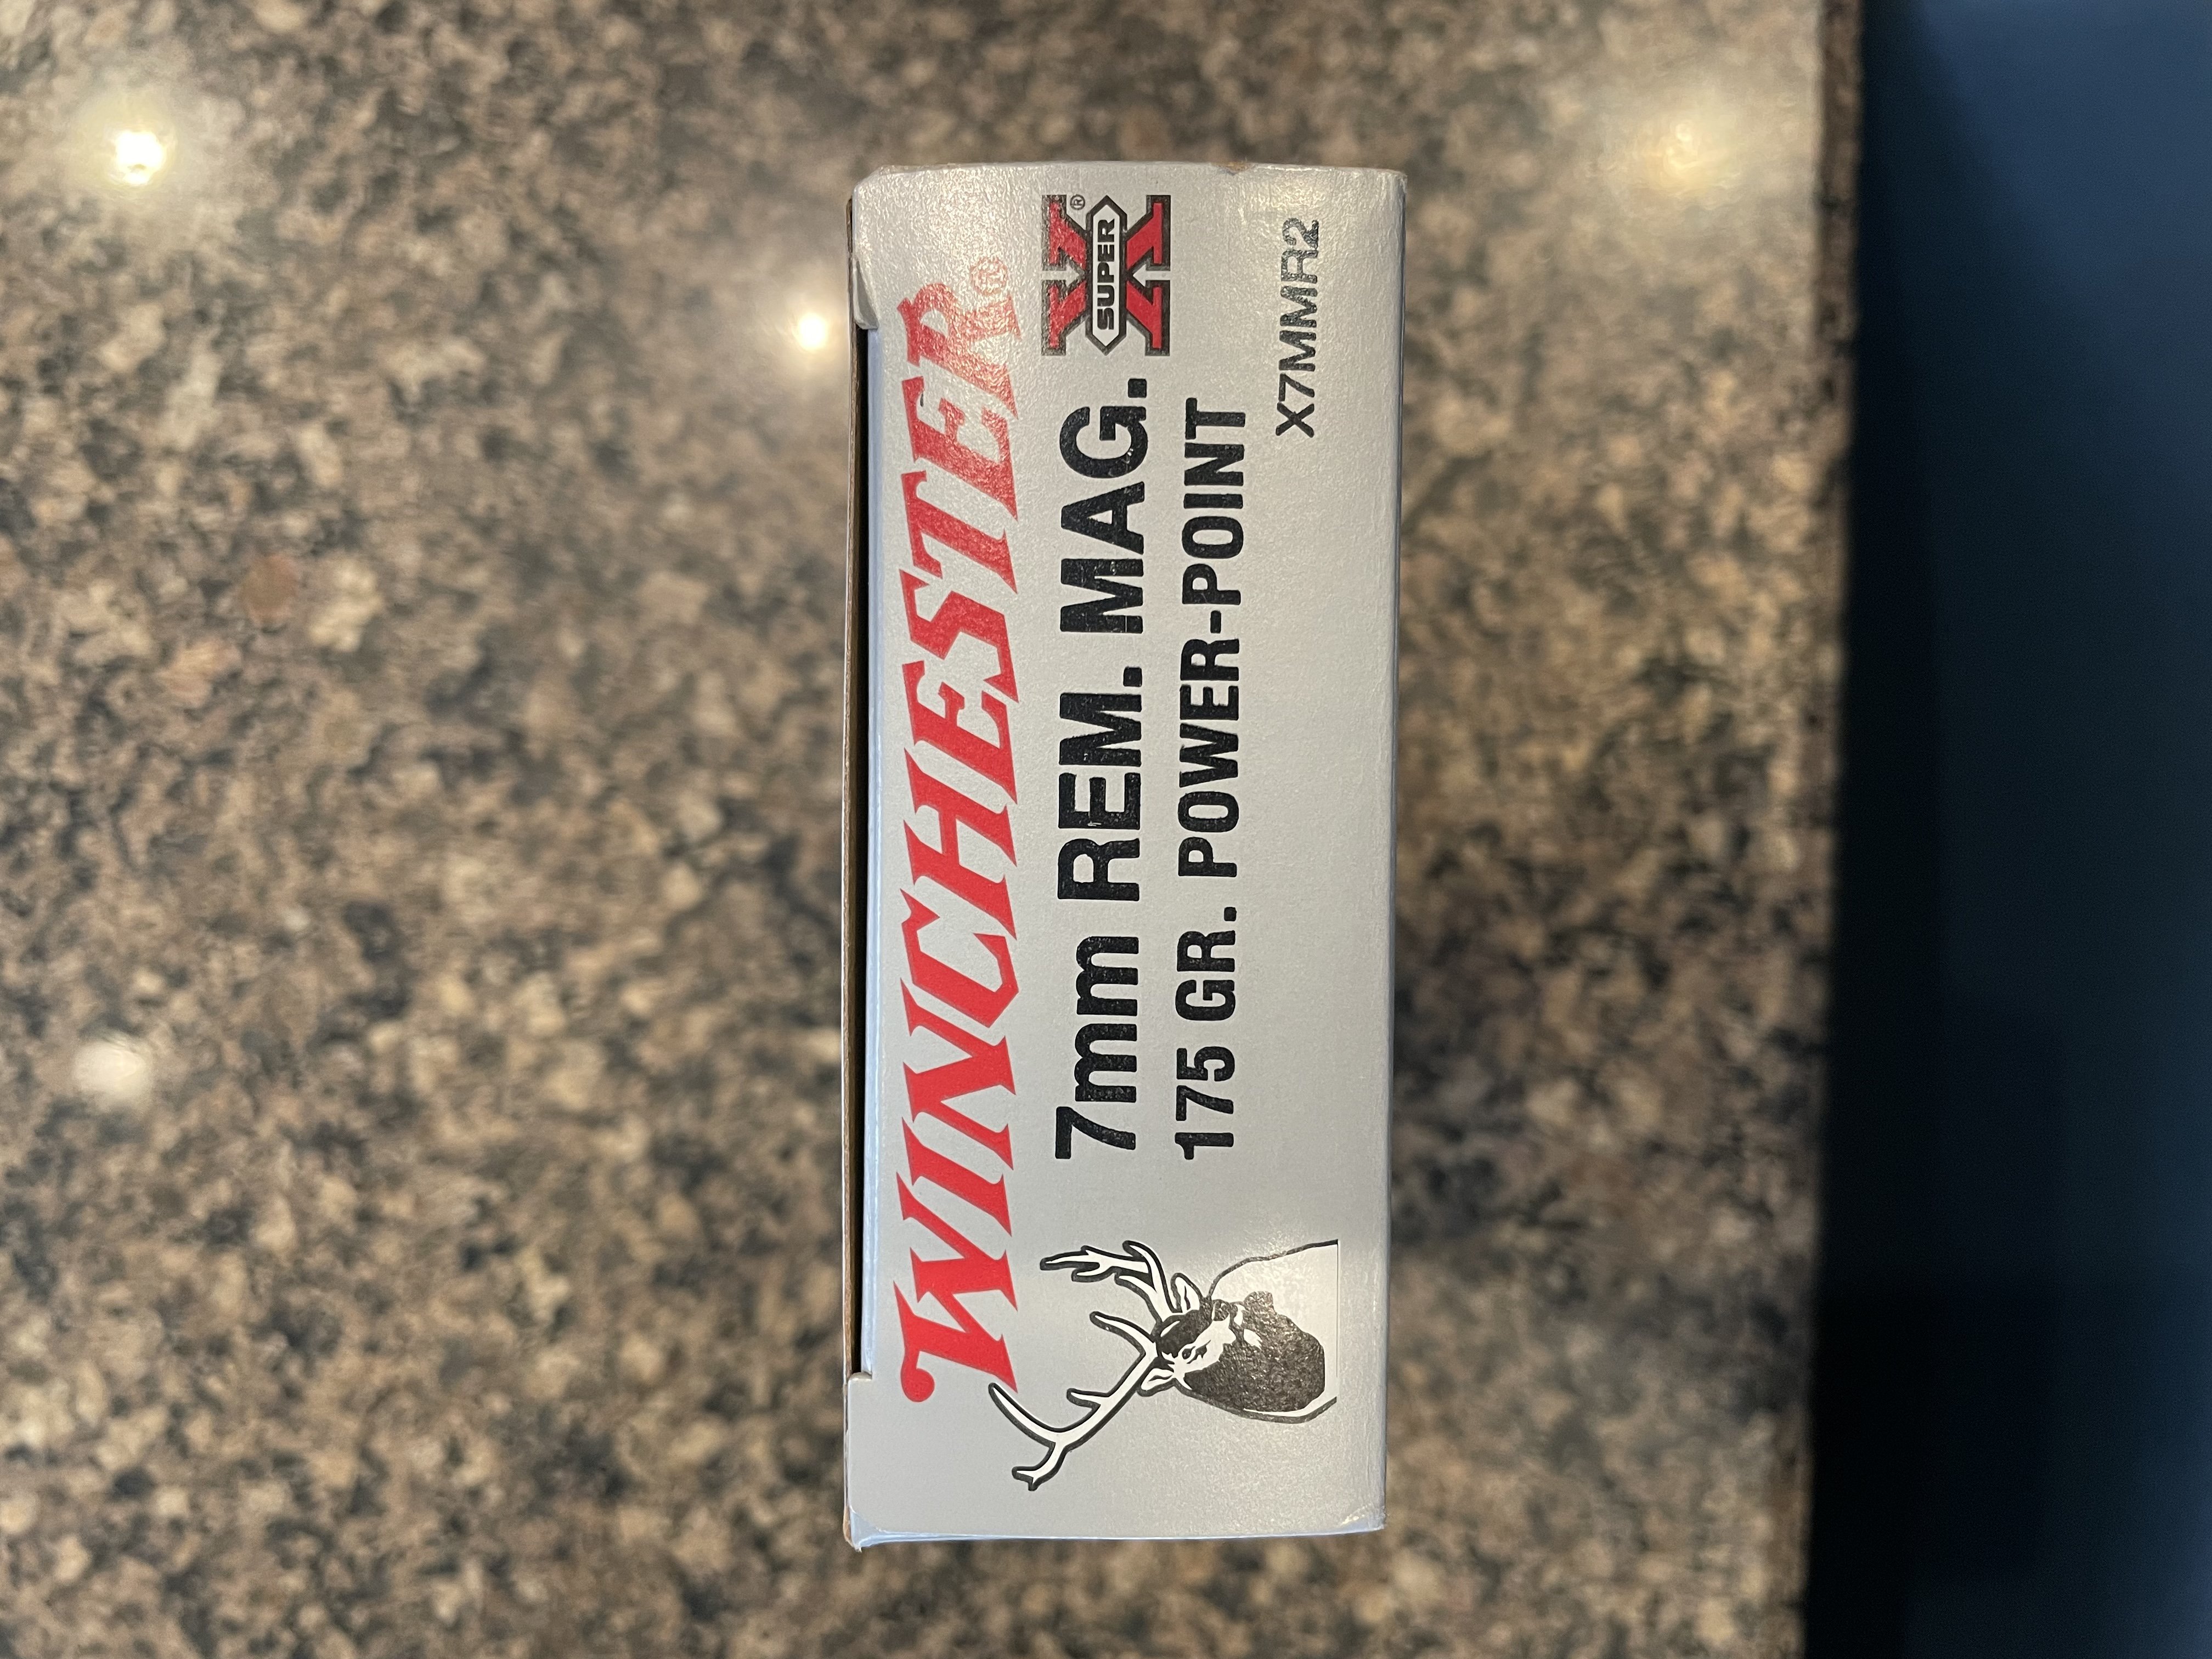 WINCHESTER®
7mm REM. MAG.
SUPER X®
175 GR. POWER-POINT
X7MMR2